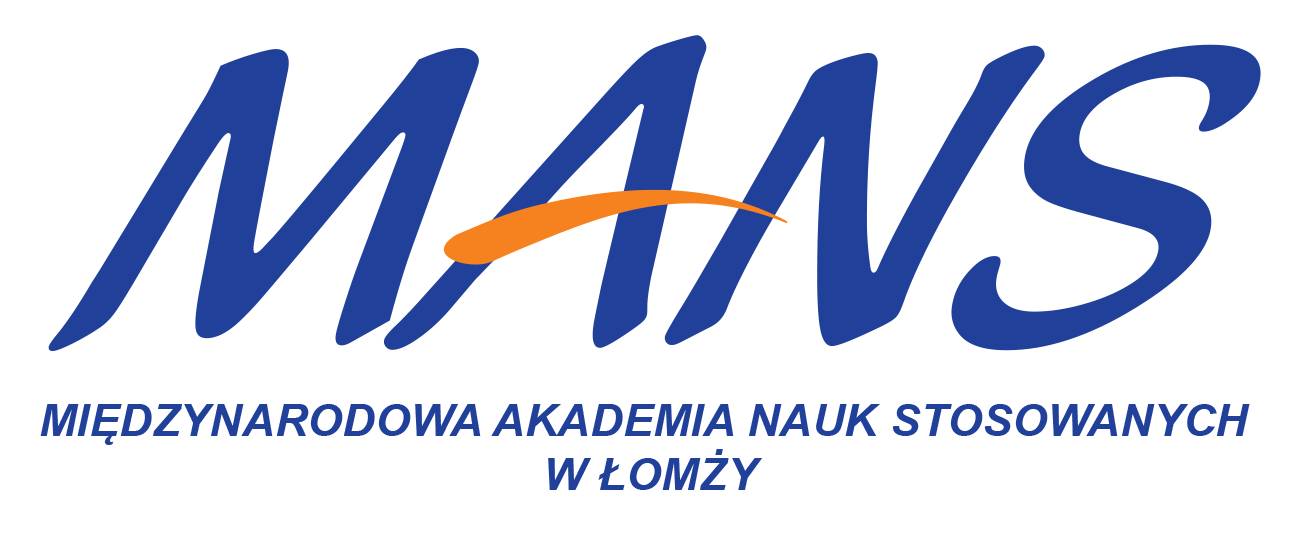 MANS
MIĘDZYNARODOWA AKADEMIA NAUK STOSOWANYCH
W ŁOMŻY